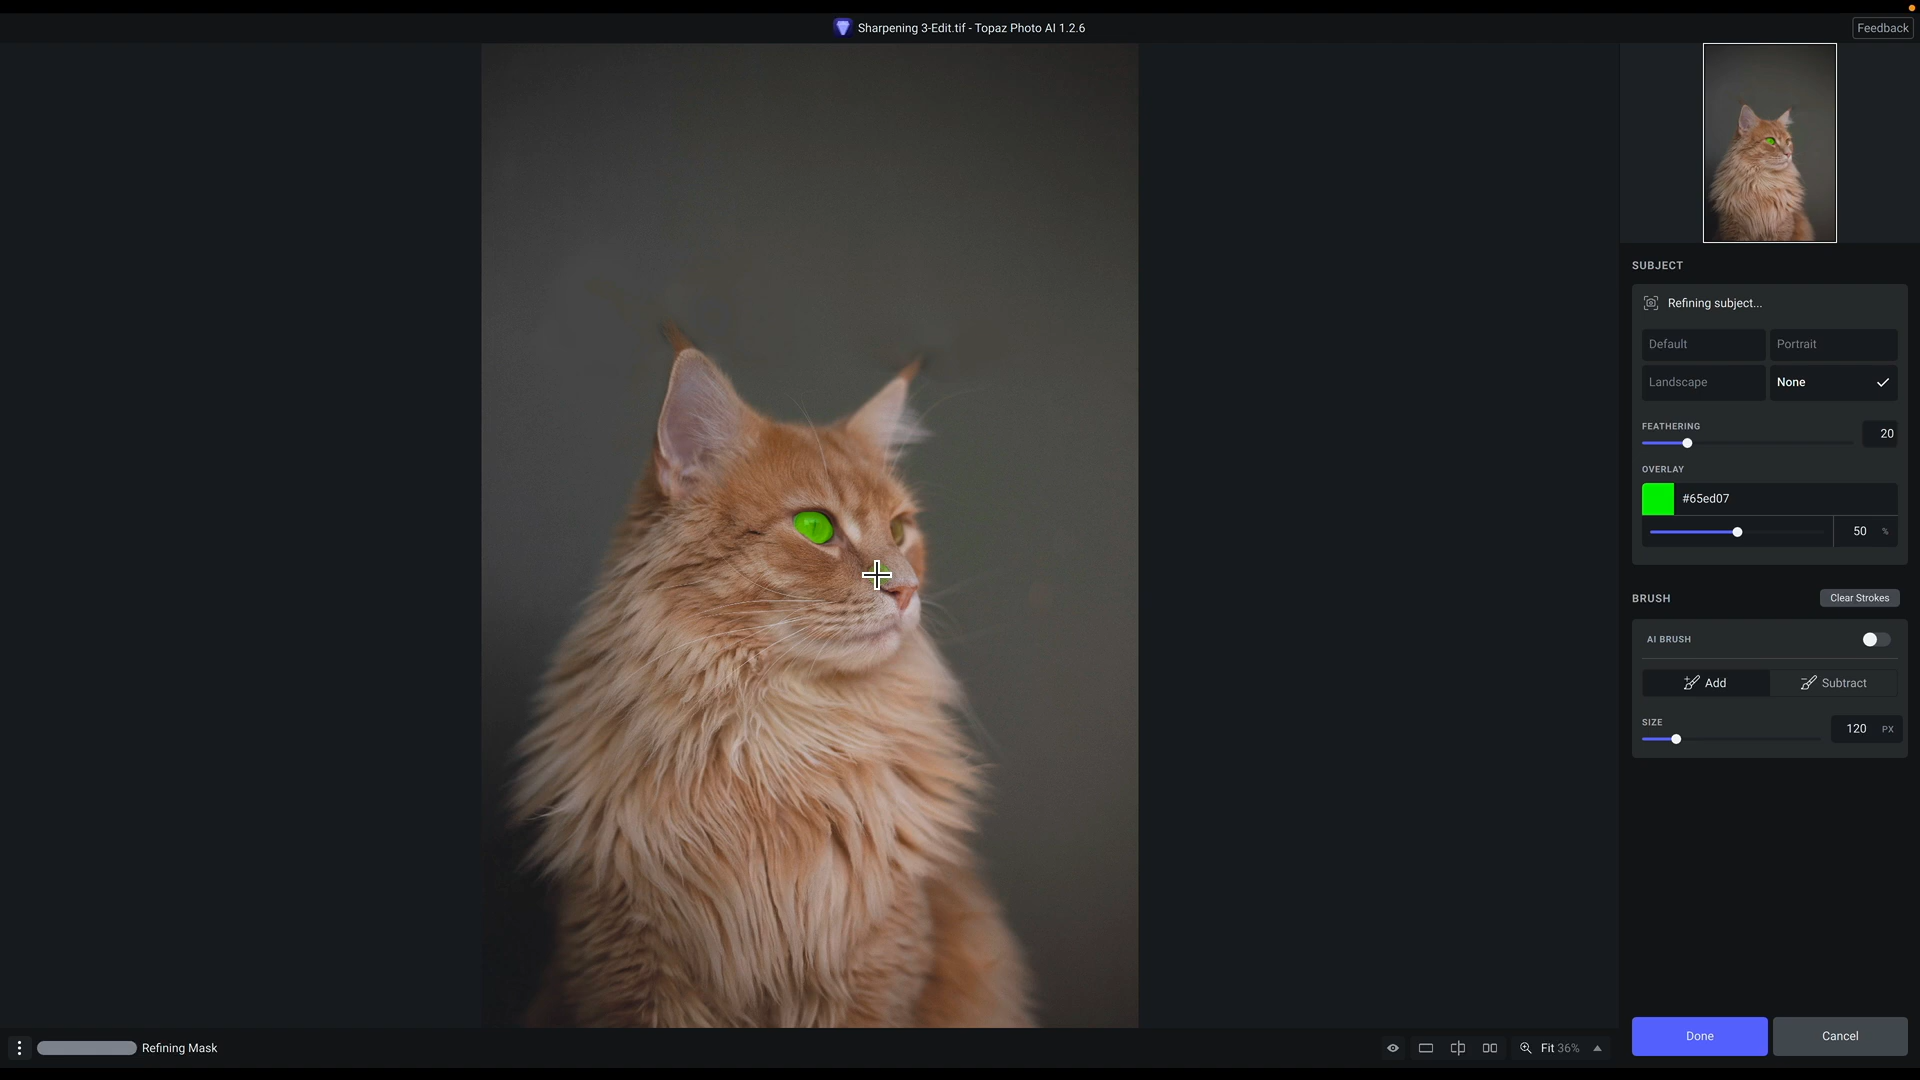 Sharpening 3-Edit.tif - Topaz Photo AI 1.2.6
Feedback
SUBJECT
Refining subject...
Default
Portrait
Landscape
None
FEATHERING
20
OVERLAY
#65ed07
50 %
BRUSH
Clear Strokes
AI BRUSH
Add
Subtract
SIZE
120 PX
Done
Cancel
Refining Mask
Fit 36%